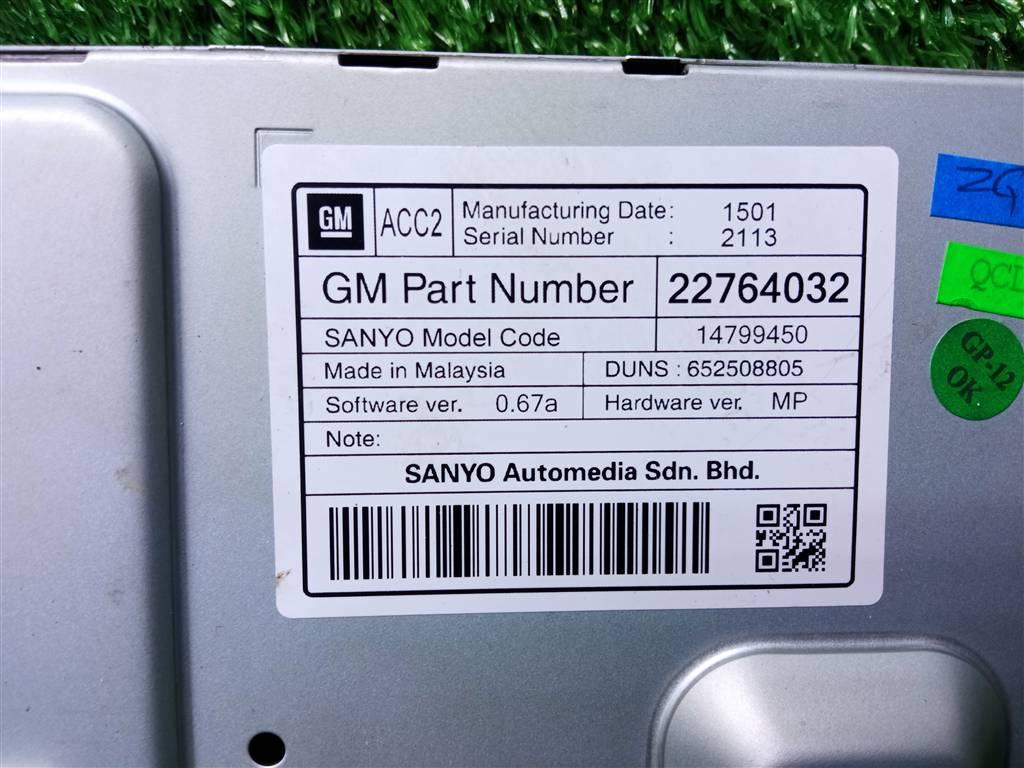 GM ACC2 Manufacturing Date: 1501
Serial Number : 2113
GM Part Number 22764032
SANYO Model Code 14799450
Made in Malaysia DUNS : 652508805
Software ver. 0.67a Hardware ver. MP
Note:
SANYO Automedia Sdn. Bhd.
GP-12
OK